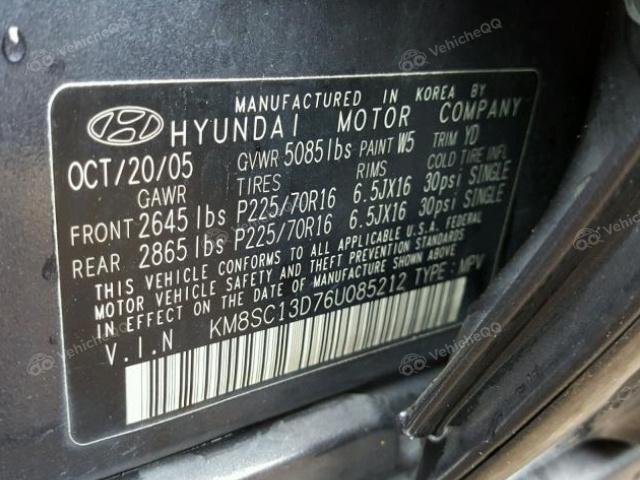 MANUFACTURED IN KOREA BY
HYUNDAI MOTOR COMPANY
OCT/20/05 GVWR 5085lbs PAINT W5 TRIM YD
GAWR TIRES RIMS COLD TIRE INFL
FRONT 2645lbs P225/70R16 6.5JX16 30psi SINGLE
REAR 2865lbs P225/70R16 6.5JX16 30psi SINGLE
THIS VEHICLE CONFORMS TO ALL APPLICABLE U.S.A. FEDERAL
MOTOR VEHICLE SAFETY AND THEFT PREVENTION STANDARDS
IN EFFECT ON THE DATE OF MANUFACTURE SHOWN ABOVE.
V.I.N KM8SC13D76U085212 TYPE: MPV
VehicleQQ